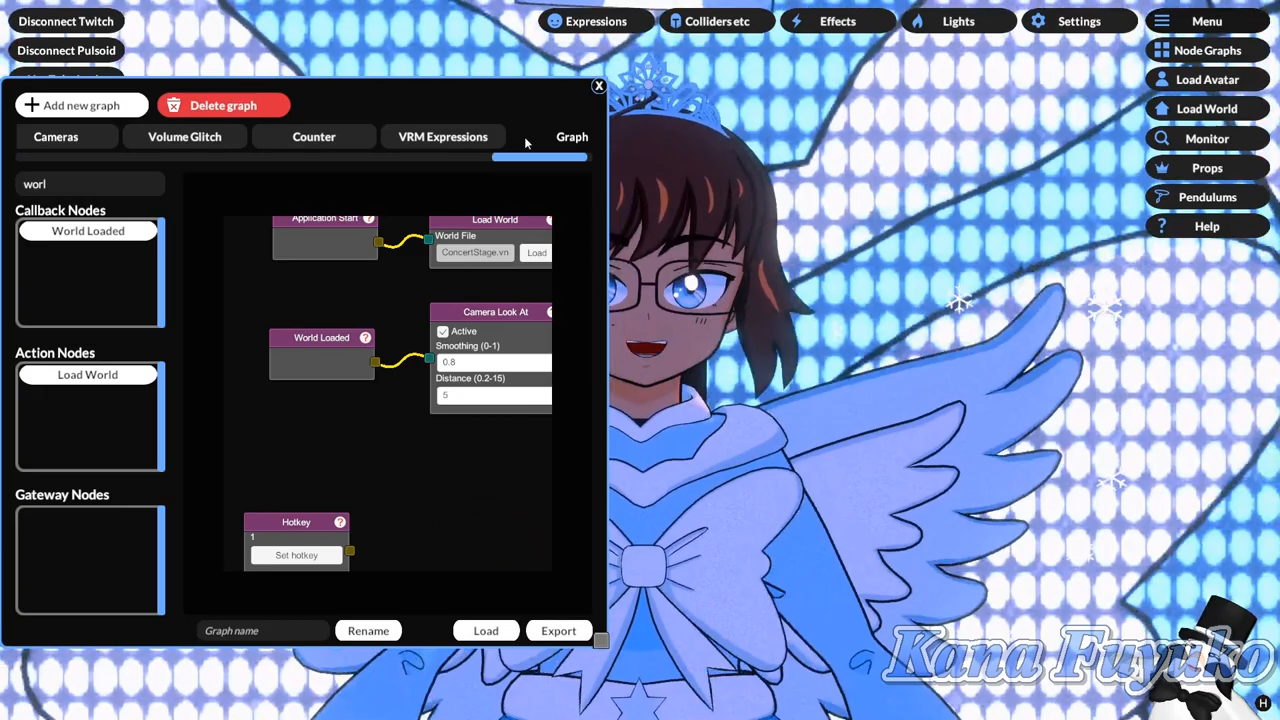 Disconnect Twitch
Expressions
Colliders etc
Effects
Lights
Settings
Menu
Disconnect Pulsoid
Node Graphs
Load Avatar
Load World
Monitor
Props
Pendulums
Help
X
Add new graph
Delete graph
Cameras
Volume Glitch
Counter
VRM Expressions
Graph
worl
Callback Nodes
World Loaded
Action Nodes
Load World
Gateway Nodes
Application Start ?
Load World
World File
ConcertStage.vn
Load
World Loaded ?
Camera Look At
Active
Smoothing (0-1)
0.8
Distance (0.2-15)
5
Hotkey ?
1
Set hotkey
Graph name
Rename
Load
Export
Kana Fuyuko
H